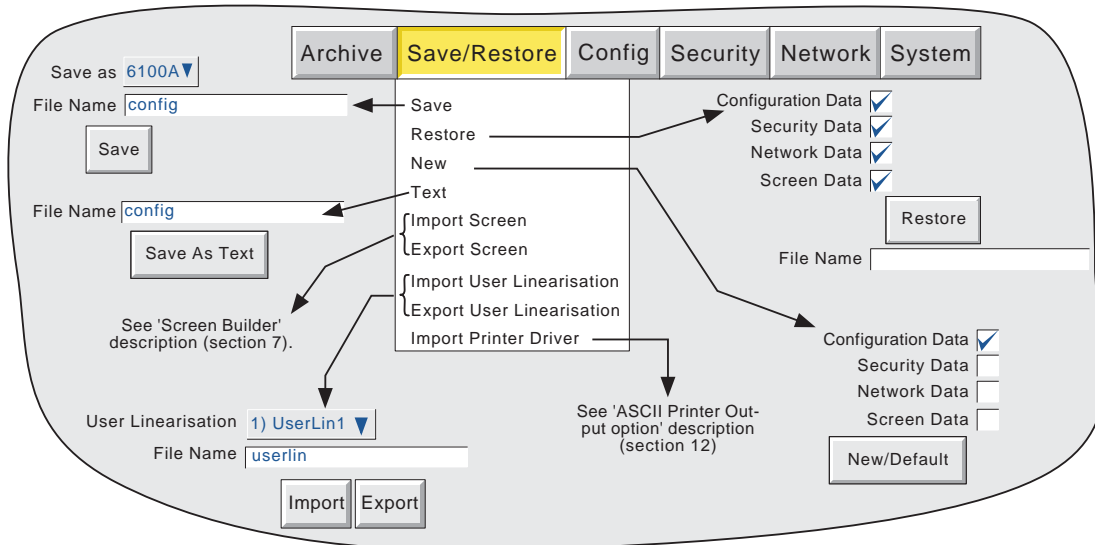 Archive Save/Restore Config Security Network System
Save as 6100A
File Name config
Save
File Name config
Save As Text
See 'Screen Builder'
description (section 7).
User Linearisation 1) UserLin1
File Name userlin
Import Export
Save
Restore
New
Text
Import Screen
Export Screen
Import User Linearisation
Export User Linearisation
Import Printer Driver
See 'ASCII Printer Out-
put option' description
(section 12)
Configuration Data
Security Data
Network Data
Screen Data
Restore
File Name
Configuration Data
Security Data
Network Data
Screen Data
New/Default